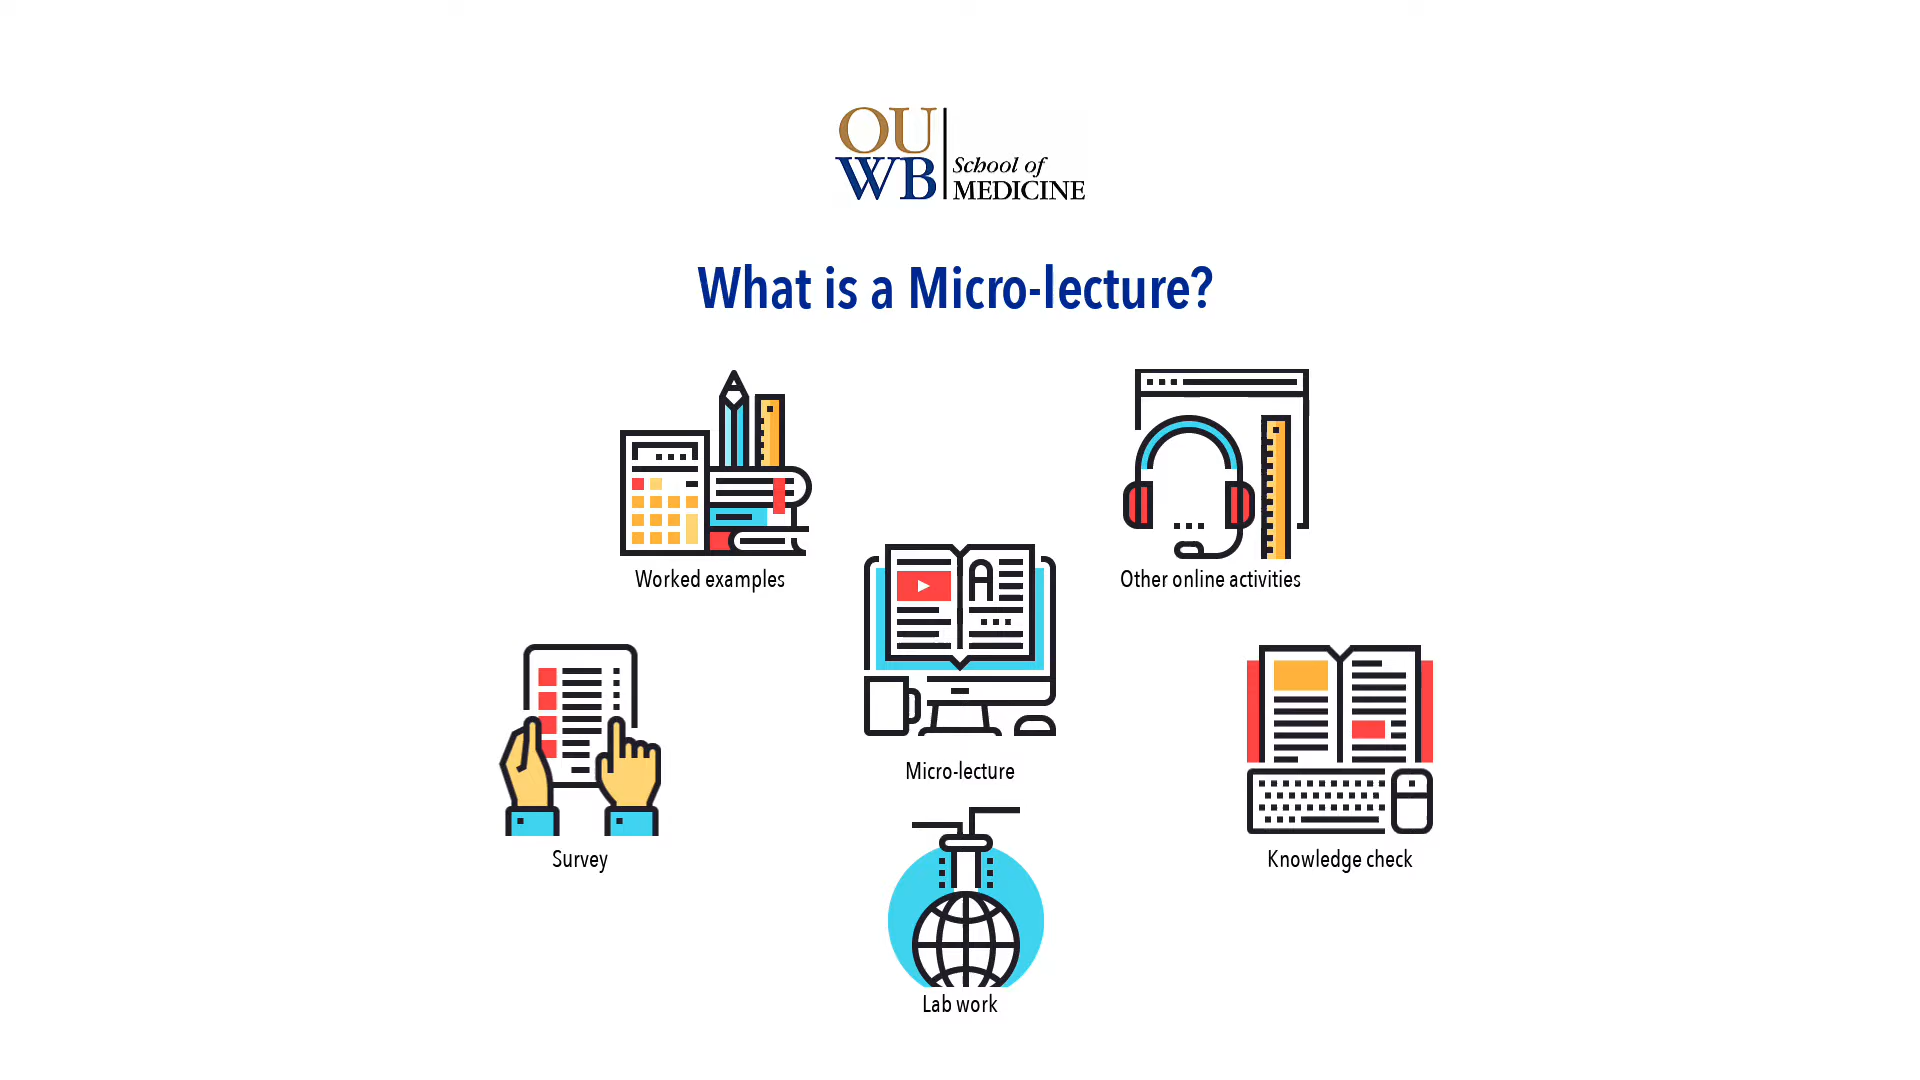 OU
WB
School of
MEDICINE
What is a Micro-lecture?
Worked examples
Other online activities
A
Micro-lecture
Survey
Knowledge check
Lab work